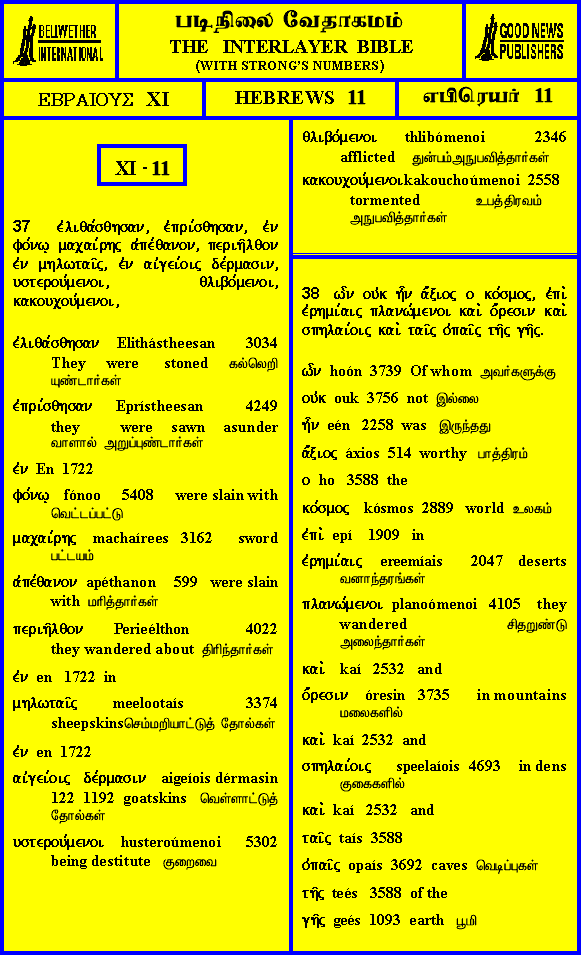 BELLWETHER
INTERNATIONAL
படிநிலை வேதாகமம்
THE INTERLAYER BIBLE
(WITH STRONG'S NUMBERS)
GOOD NEWS
PUBLISHERS
ΕΒΡΑΙΟΥΣ XI
HEBREWS 11
எபிரெயர் 11
XI - 11
37 ἐλιθάσθησαν, ἐπρίσθησαν, ἐν
φόνῳ μαχαίρης ἀπέθανον, περιῆλθον
ἐν μηλωταῖς, ἐν αἰγείοις δέρμασιν,
υστερούμενοι, θλιβόμενοι,
κακουχούμενοι,
ἐλιθάσθησαν Elithástheesan 3034
They were stoned கல்லெறி
யுண்டார்கள்
ἐπρίσθησαν Eprístheesan 4249
they were sawn asunder
வாளால் அறுப்புண்டார்கள்
ἐν En 1722
φόνῳ fónoo 5408 were slain with
வெட்டப்பட்டு
μαχαίρης machaírees 3162 sword
பட்டயம்
ἀπέθανον apéthanon 599 were slain
with மரித்தார்கள்
περιῆλθον Perieélthon 4022
they wandered about திரிந்தார்கள்
ἐν en 1722 in
μηλωταῖς meelootaís 3374
sheepskinsசெம்மறியாட்டுத் தோல்கள்
ἐν en 1722
αἰγείοις δέρμασιν aigeíois dérmasin
122 1192 goatskins வெள்ளாட்டுத்
தோல்கள்
υστερούμενοι husteroúmenoi 5302
being destitute குறைவை
θλιβόμενοι thlibómenoi 2346
afflicted துன்பம்அநுபவித்தார்கள்
κακουχούμενοιkakouchoúmenoi 2558
tormented உபத்திரவம்
அநுபவித்தார்கள்
38 ὧν οὐκ ἦν ἄξιος ο κόσμος, ἐπὶ
ἐρημίαις πλανώμενοι καὶ ὄρεσιν καὶ
σπηλαίοις καὶ ταῖς ὀπαῖς τῆς γῆς.
ὧν hoón 3739 Of whom அவர்களுக்கு
οὐκ ouk 3756 not இல்லை
ἦν eén 2258 was இருந்தது
ἄξιος áxios 514 worthy பாத்திரம்
ο ho 3588 the
κόσμος kósmos 2889 world உலகம்
ἐπὶ epí 1909 in
ἐρημίαις ereemíais 2047 deserts
வனாந்தரங்கள்
πλανώμενοι planoómenoi 4105 they
wandered சிதறுண்டு
அலைந்தார்கள்
καὶ kaí 2532 and
ὄρεσιν óresin 3735 in mountains
மலைகளில்
καὶ kaí 2532 and
σπηλαίοις speelaíois 4693 in dens
குகைகளில்
καὶ kaí 2532 and
ταῖς taís 3588
ὀπαῖς opaís 3692 caves வெடிப்புகள்
τῆς teés 3588 of the
γῆς geés 1093 earth பூமி